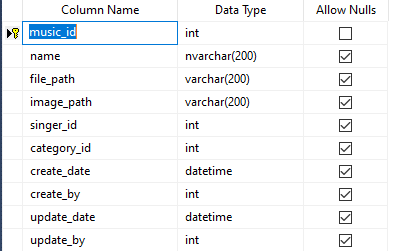 Column Name Data Type Allow Nulls
music_id int
name nvarchar(200)
file_path varchar(200)
image_path varchar(200)
singer_id int
category_id int
create_date datetime
create_by int
update_date datetime
update_by int